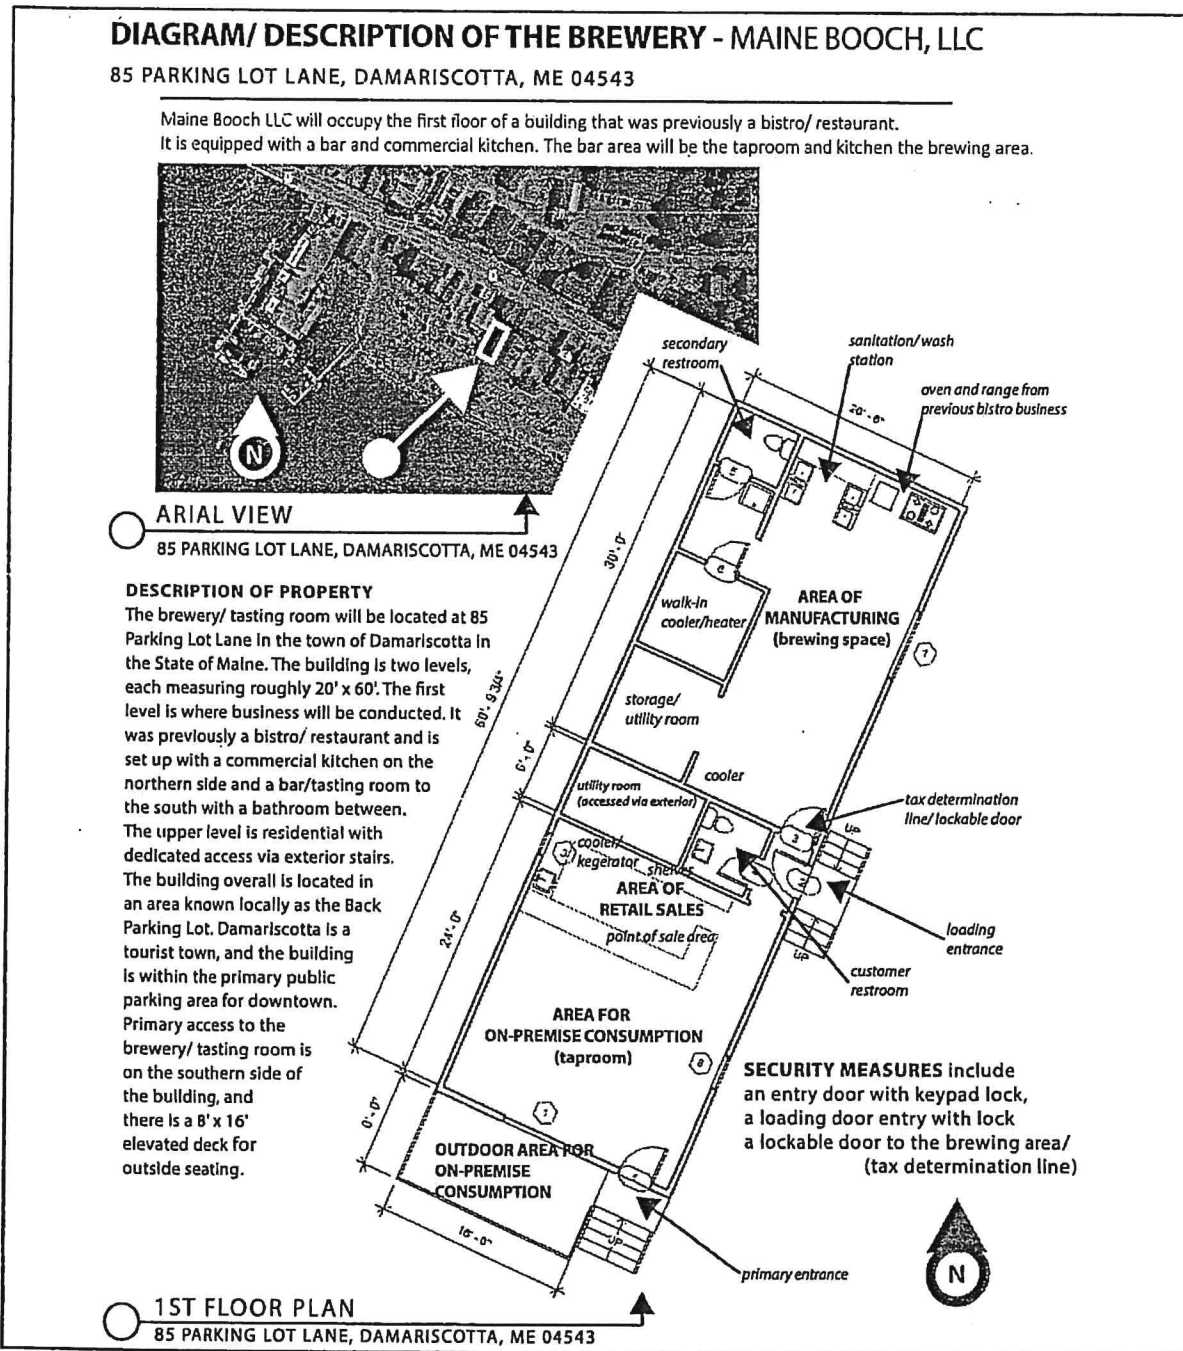 DIAGRAM/ DESCRIPTION OF THE BREWERY - MAINE BOOCH, LLC
85 PARKING LOT LANE, DAMARISCOTTA, ME 04543
Maine Booch LLC will occupy the first floor of a building that was previously a bistro/ restaurant.
It is equipped with a bar and commercial kitchen. The bar area will be the taproom and kitchen the brewing area.
N
ARIAL VIEW
85 PARKING LOT LANE, DAMARISCOTTA, ME 04543
DESCRIPTION OF PROPERTY
The brewery/ tasting room will be located at 85
Parking Lot Lane in the town of Damariscotta in
the State of Maine. The building is two levels,
each measuring roughly 20' x 60'. The first
level is where business will be conducted. It
was previously a bistro/ restaurant and is
set up with a commercial kitchen on the
northern side and a bar/tasting room to
the south with a bathroom between.
The upper level is residential with
dedicated access via exterior stairs.
The building overall is located in
an area known locally as the Back
Parking Lot. Damariscotta is a
tourist town, and the building
is within the primary public
parking area for downtown.
Primary access to the
brewery/ tasting room is
on the southern side of
the building, and
there is a 8' x 16'
elevated deck for
outside seating.
secondary
restroom
sanitation/wash
station
oven and range from
previous bistro business
20'-6"
30'-0"
60'-9 3/4"
6'-0"
24'-0"
16'-0"
walk-in
cooler/heater
AREA OF
MANUFACTURING
(brewing space)
7
storage/
utility room
cooler
utility room
(accessed via exterior)
tax determination
line/ lockable door
UP
3
cooler/
kegerator
shelves
AREA OF
RETAIL SALES
point of sale area
UP
loading
entrance
customer
restroom
AREA FOR
ON-PREMISE CONSUMPTION
(taproom)
8
OUTDOOR AREA FOR
ON-PREMISE
CONSUMPTION
UP
primary entrance
SECURITY MEASURES include
an entry door with keypad lock,
a loading door entry with lock
a lockable door to the brewing area/
(tax determination line)
N
1ST FLOOR PLAN
85 PARKING LOT LANE, DAMARISCOTTA, ME 04543